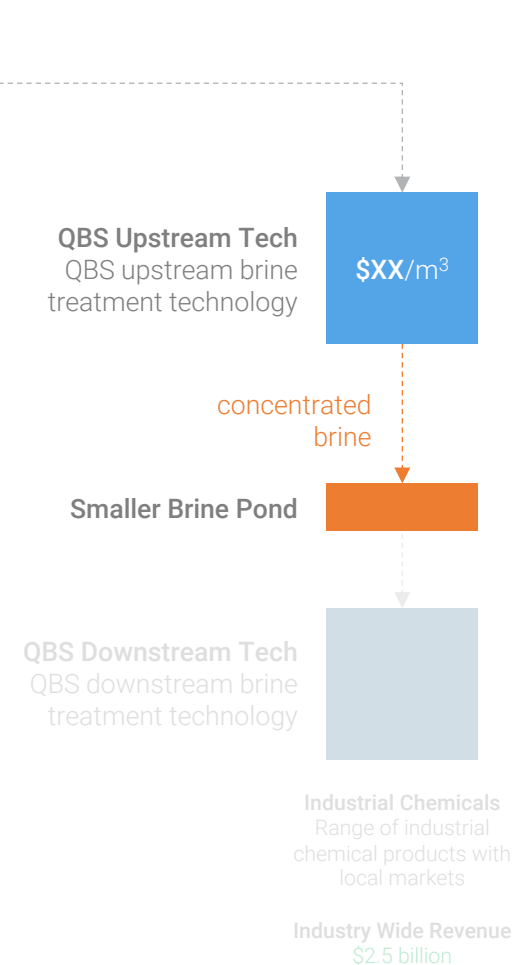 QBS Upstream Tech
QBS upstream brine
treatment technology
$XX/m³
concentrated
brine
Smaller Brine Pond
QBS Downstream Tech
QBS downstream brine
treatment technology
Industrial Chemicals
Range of industrial
chemical products with
local markets
Industry Wide Revenue
$2.5 billion